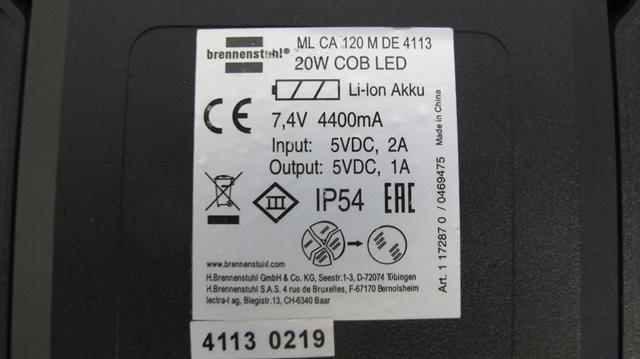 brennenstuhl®
ML CA 120 M DE 4113
20W COB LED
Li-Ion Akku
CE
7,4V 4400mA
Input: 5VDC, 2A
Output: 5VDC, 1A
III
IP54
EAC
www.brennenstuhl.com
H.Brennenstuhl GmbH & Co. KG, Seestr.1-3, D-72074 Tübingen
H.Brennenstuhl S.A.S. 4 rue de Bruxelles, F-67170 Bernolsheim
lectra-t ag, Blegistr.13, CH-6340 Baar
Art. 1 17287 0 / 0469475 Made in China
4113 0219